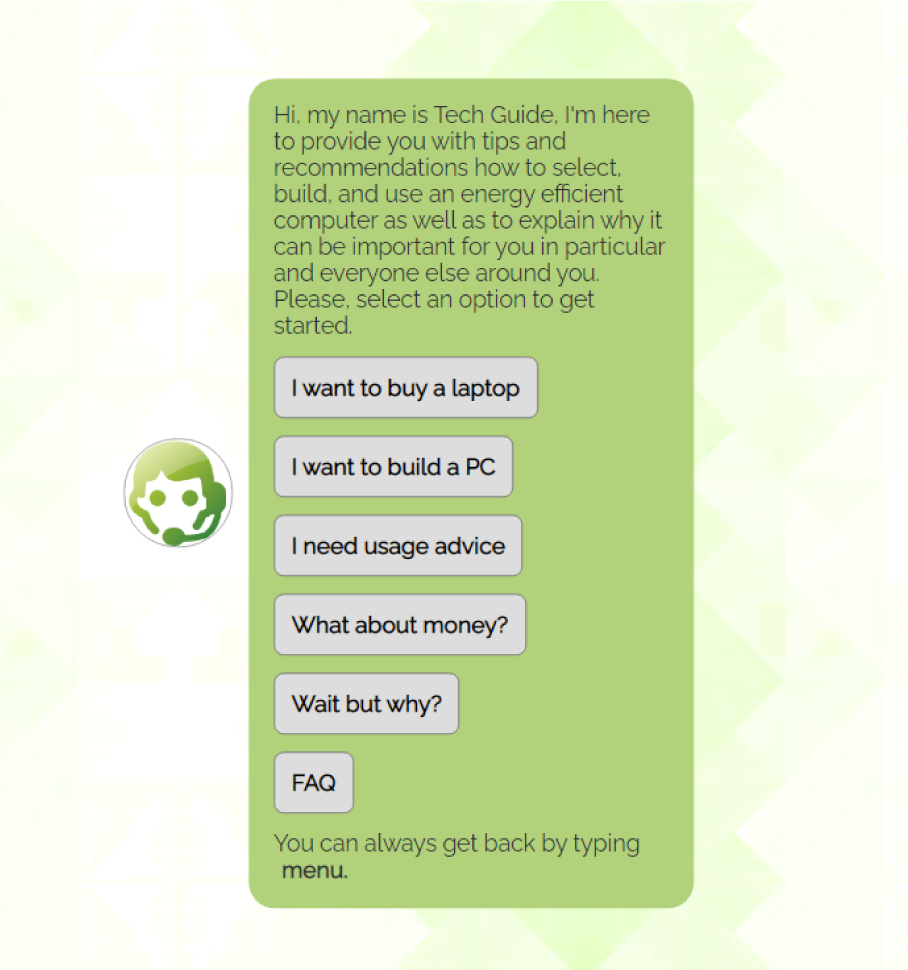 Hi, my name is Tech Guide, I'm here
to provide you with tips and
recommendations how to select,
build, and use an energy efficient
computer as well as to explain why it
can be important for you in particular
and everyone else around you.
Please, select an option to get
started.
I want to buy a laptop
I want to build a PC
I need usage advice
What about money?
Wait but why?
FAQ
You can always get back by typing
menu.